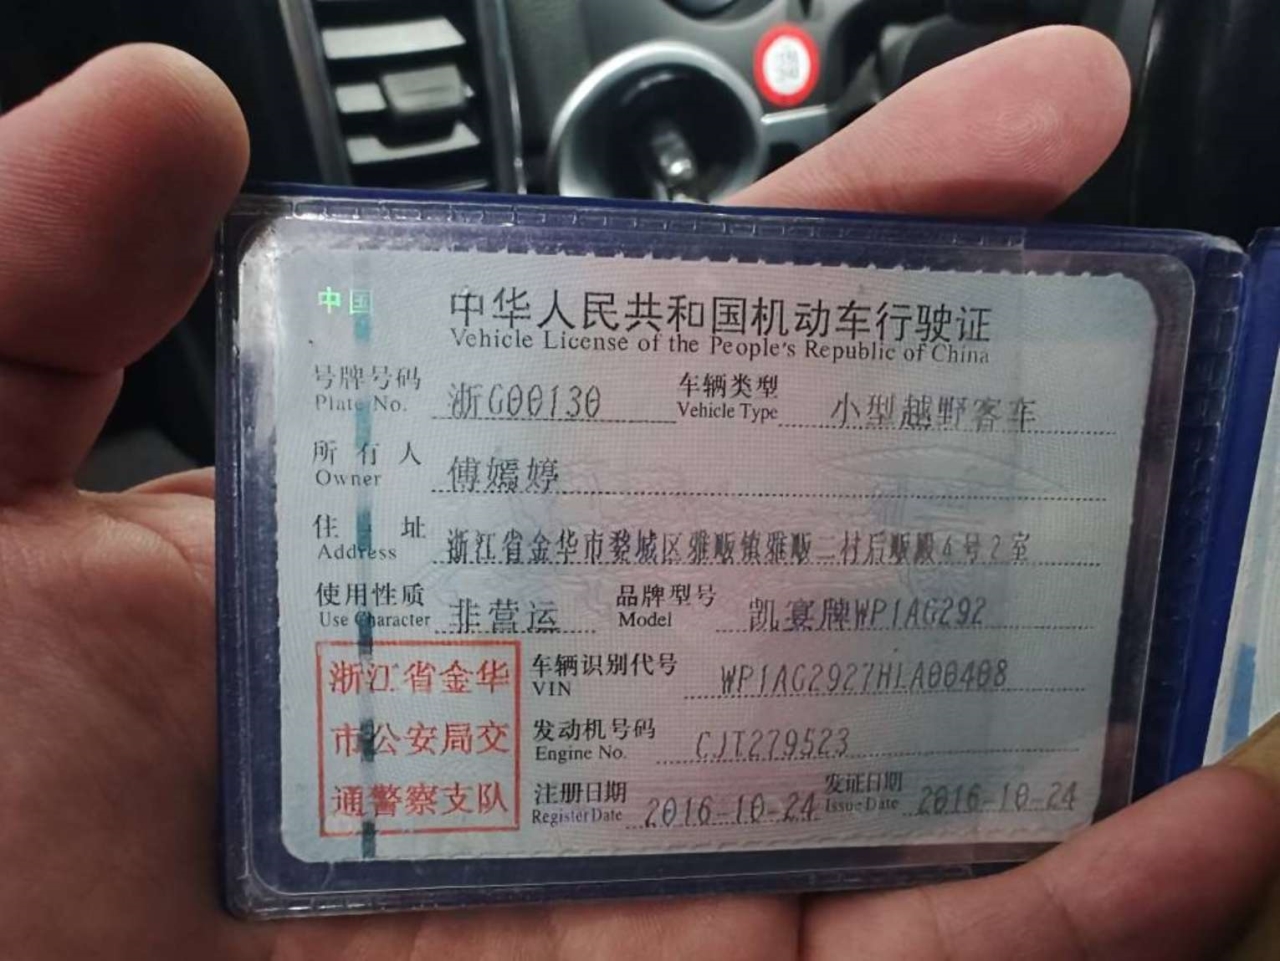 中国
中华人民共和国机动车行驶证
Vehicle License of the People's Republic of China
号牌号码 浙G00130 车辆类型 小型越野客车
Plate No. Vehicle Type
所有人 傅嫣婷
Owner
住址 浙江省金华市婺城区雅畈镇雅畈二村后畈殿4号2室
Address
使用性质 非营运 品牌型号 凯宴牌WP1AG292
Use Character Model
浙江省金华
市公安局交
通警察支队
车辆识别代号 WP1AG2927HLA00408
VIN
发动机号码 CJT279523
Engine No.
注册日期 2016-10-24 发证日期 2016-10-24
Register Date Issue Date